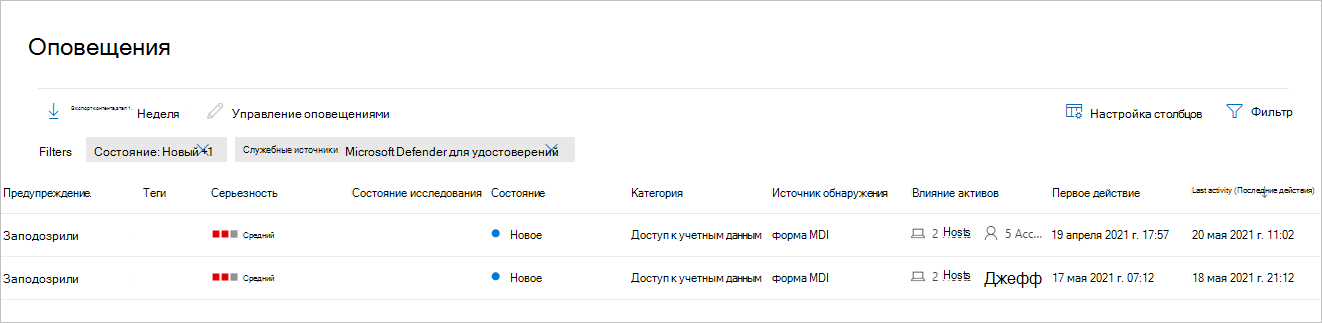 Оповещения
Экспорт контента этап 1. Неделя Управление оповещениями Настройка столбцов Фильтр
Filters Состояние: Новый +1 Служебные источники Microsoft Defender для удостоверений
Предупреждение. Теги Серьезность Состояние исследования Состояние Категория Источник обнаружения Влияние активов Первое действие Last activity (Последние действия)
Заподозрили Средний Новое Доступ к учетным данным форма MDI 2 Hosts 5 Acc... 19 апреля 2021 г. 17:57 20 мая 2021 г. 11:02
Заподозрили Средний Новое Доступ к учетным данным форма MDI 2 Hosts Джефф 17 мая 2021 г. 07:12 18 мая 2021 г. 21:12